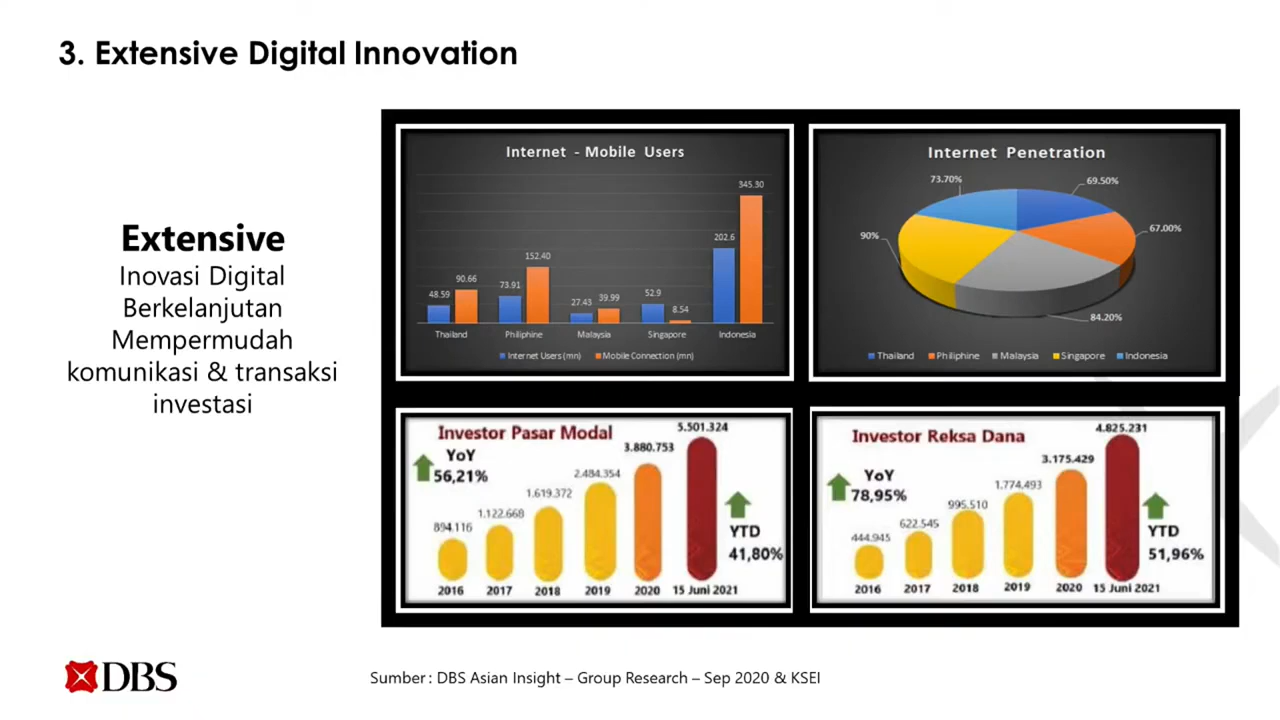 3. Extensive Digital Innovation
Extensive
Inovasi Digital
Berkelanjutan
Mempermudah
komunikasi & transaksi
investasi
Internet - Mobile Users
345.30
202.6
152.40
90.66
73.91
48.59
52.9
27.43
39.99
8.54
Thailand Philiphine Malaysia Singapore Indonesia
Internet Users (mn) Mobile Connection (mn)
Internet Penetration
73.70%
69.50%
90%
67.00%
84.20%
Thailand Philiphine Malaysia Singapore Indonesia
Investor Pasar Modal
YoY
56,21%
894.116
1.122.668
1.619.372
2.484.354
3.880.753
5.501.324
YTD
41,80%
2016 2017 2018 2019 2020 15 Juni 2021
Investor Reksa Dana
YoY
78,95%
444.945
622.545
995.510
1.774.493
3.175.429
4.825.231
YTD
51,96%
2016 2017 2018 2019 2020 15 Juni 2021
DBS
Sumber : DBS Asian Insight – Group Research – Sep 2020 & KSEI